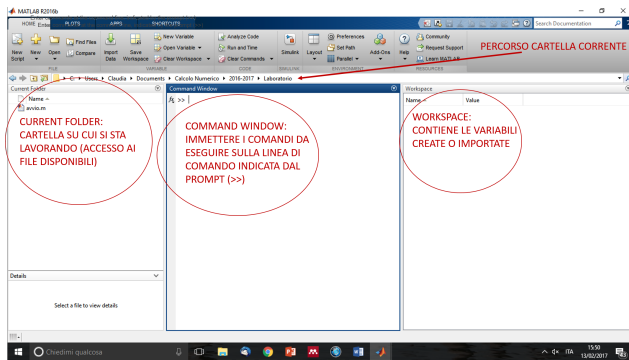 MATLAB R2016b
HOME PLOTS APPS SHORTCUTS
Search Documentation
New Script
New
Open
Find Files
Compare
Import Data
Save Workspace
New Variable
Open Variable
Clear Workspace
Analyze Code
Run and Time
Clear Commands
Simulink
Layout
Preferences
Set Path
Parallel
Add-Ons
Help
Community
Request Support
Learn MATLAB
FILE VARIABLE CODE SIMULINK ENVIRONMENT RESOURCES
PERCORSO CARTELLA CORRENTE
C: Users Claudia Documents Calcolo Numerico 2016-2017 Laboratorio
Current Folder
Name
avvio.m
CURRENT FOLDER:
CARTELLA SU CUI SI STA
LAVORANDO (ACCESSO AI
FILE DISPONIBILI)
Details
Select a file to view details
Command Window
fx >>
COMMAND WINDOW:
IMMETTERE I COMANDI DA
ESEGUIRE SULLA LINEA DI
COMANDO INDICATA DAL
PROMPT (>>)
Workspace
Name Value
WORKSPACE:
CONTIENE LE VARIABILI
CREATE O IMPORTATE
Chiedimi qualcosa
ITA
15:50
13/02/2017